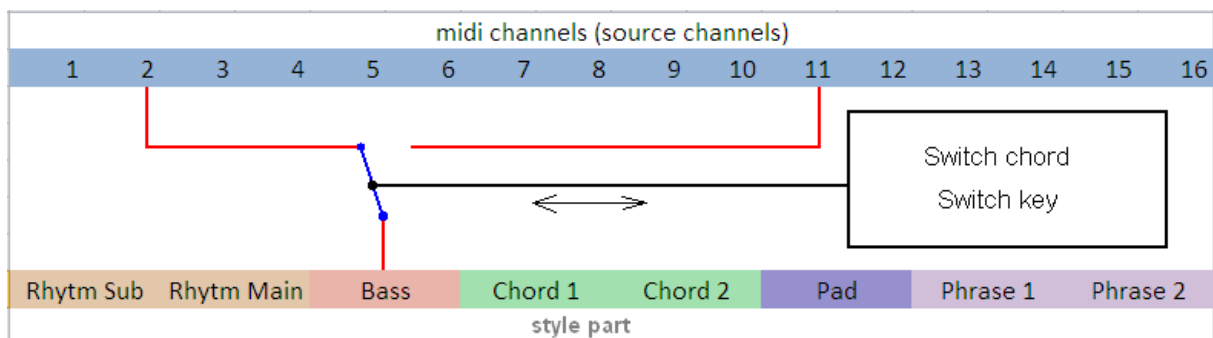 midi channels (source channels)
1 2 3 4 5 6 7 8 9 10 11 12 13 14 15 16
Switch chord
Switch key
Rhytm Sub Rhytm Main Bass Chord 1 Chord 2 Pad Phrase 1 Phrase 2
style part